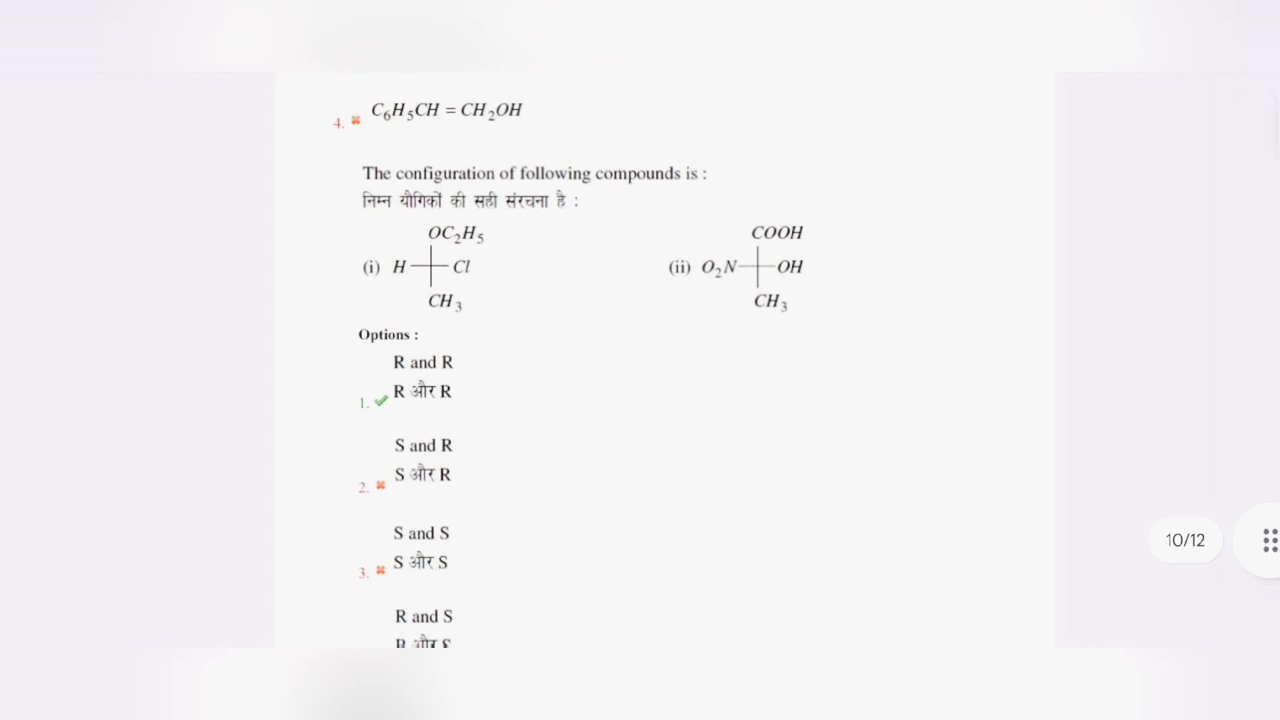 4. C₆H₅CH = CH₂OH
The configuration of following compounds is :
निम्न यौगिकों की सही संरचना है :
OC₂H₅
COOH
(i) H Cl
(ii) O₂N OH
CH₃
CH₃
Options :
R and R
R और R
1.
S and R
S और R
2.
S and S
S और S
3.
R and S
R और S
10/12